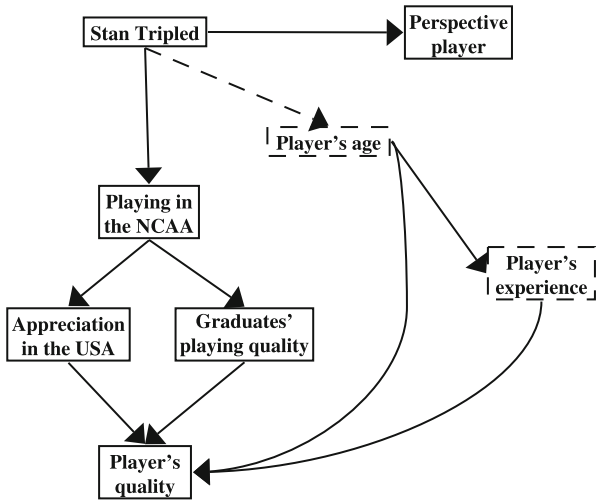 Stan Tripled
Perspective
player
Player's age
Playing in
the NCAA
Player's
experience
Appreciation
in the USA
Graduates'
playing quality
Player's
quality